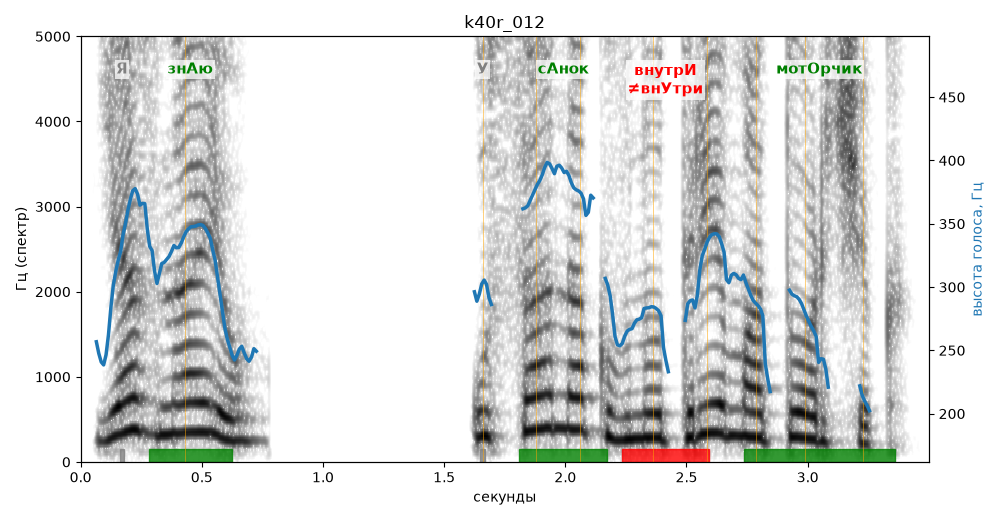 k40r_012
Я знАю У сАнок внутрИ мотОрчик
≠внУтри
5000
4000
3000
2000
1000
0
Гц (спектр)
450
400
350
300
250
200
высота голоса, Гц
0.0 0.5 1.0 1.5 2.0 2.5 3.0
секунды